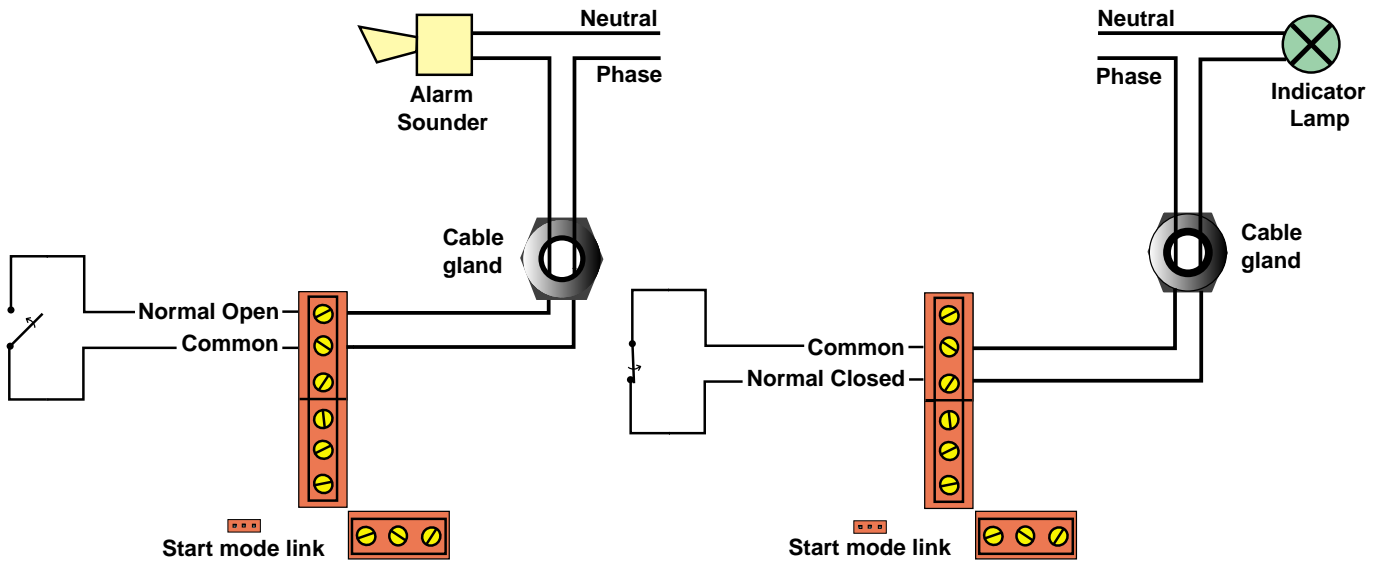 Neutral
Phase
Alarm
Sounder
Cable
gland
Normal Open
Common
Start mode link
Neutral
Phase
Indicator
Lamp
Cable
gland
Common
Normal Closed
Start mode link